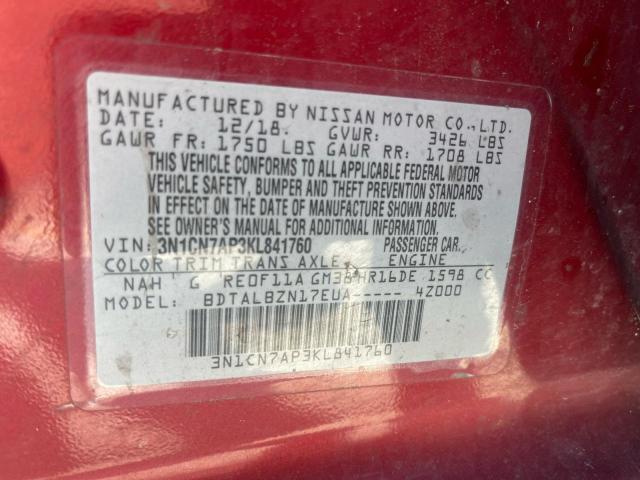 MANUFACTURED BY NISSAN MOTOR CO., LTD.
DATE: 12/18. GVWR: 3426 LBS
GAWR FR: 1750 LBS GAWR RR: 1708 LBS
THIS VEHICLE CONFORMS TO ALL APPLICABLE FEDERAL MOTOR
VEHICLE SAFETY, BUMPER AND THEFT PREVENTION STANDARDS
IN EFFECT ON THE DATE OF MANUFACTURE SHOWN ABOVE.
SEE OWNER'S MANUAL FOR ADDITIONAL INFORMATION.
VIN: 3N1CN7AP3KL841760 PASSENGER CAR.
COLOR TRIM TRANS AXLE ENGINE
NAH G RE0F11A GM38 HR16DE 1598 CC
MODEL: BDTALBZN17EUA----- 4Z000
3N1CN7AP3KL841760